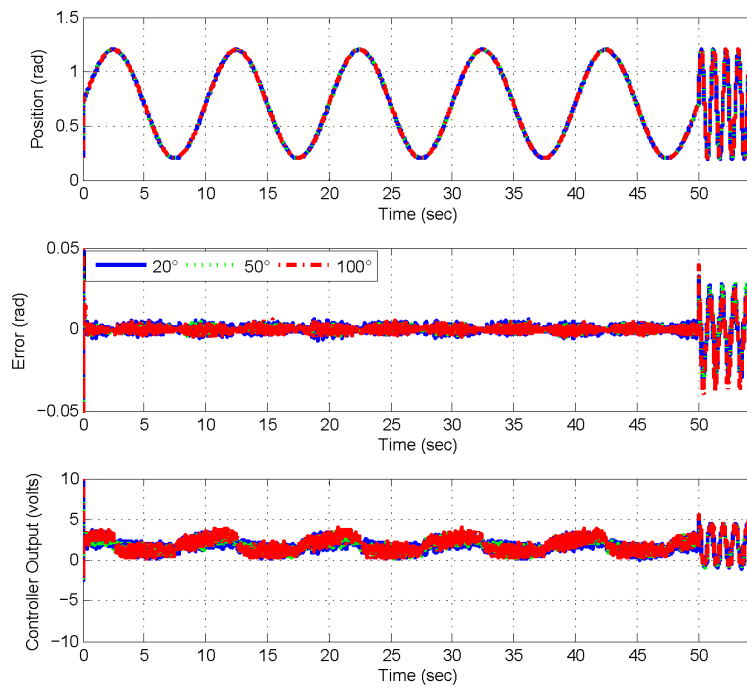 1.5
1
0.5
0
Position (rad)
0 5 10 15 20 25 30 35 40 45 50
Time (sec)
0.05
0
−0.05
Error (rad)
20° 50° 100°
0 5 10 15 20 25 30 35 40 45 50
Time (sec)
10
5
0
−5
−10
Controller Output (volts)
0 5 10 15 20 25 30 35 40 45 50
Time (sec)